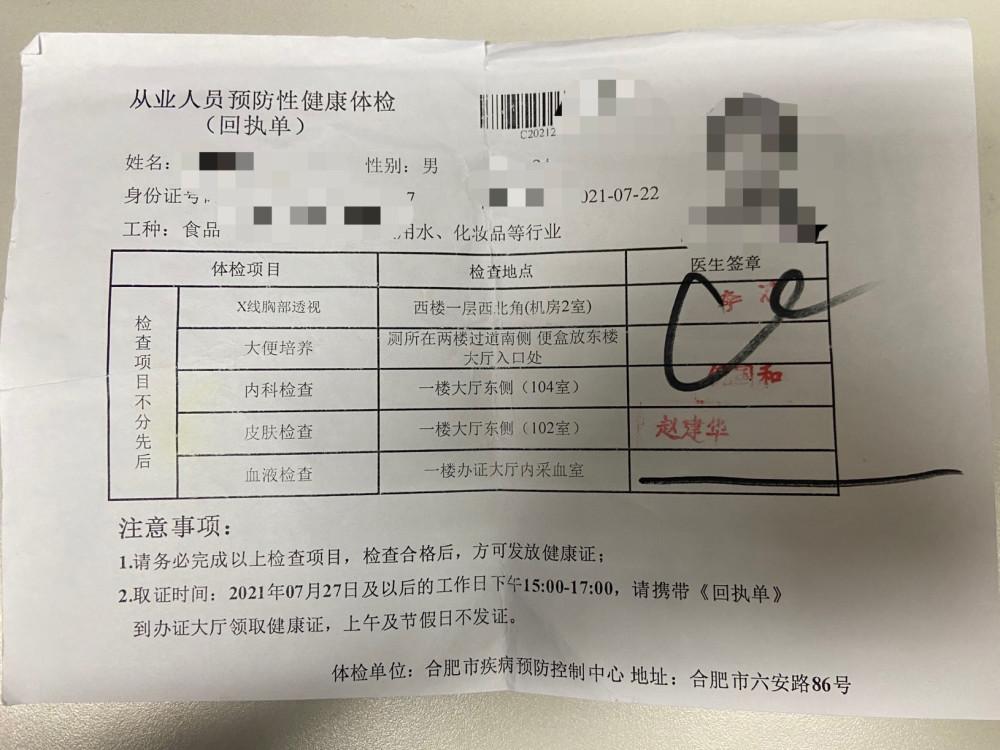 从业人员预防性健康体检
（回执单）
C20212
姓名： 性别：男
身份证号 7 021-07-22
工种：食品 用水、化妆品等行业
体检项目 检查地点 医生签章
检查项目不分先后
X线胸部透视 西楼一层西北角(机房2室)
大便培养 厕所在两楼过道南侧 便盒放东楼
大厅入口处
内科检查 一楼大厅东侧（104室） 国和
皮肤检查 一楼大厅东侧（102室） 赵建华
血液检查 一楼办证大厅内采血室
注意事项：
1.请务必完成以上检查项目，检查合格后，方可发放健康证；
2.取证时间：2021年07月27日及以后的工作日下午15:00-17:00，请携带《回执单》
到办证大厅领取健康证，上午及节假日不发证。
体检单位：合肥市疾病预防控制中心 地址：合肥市六安路86号